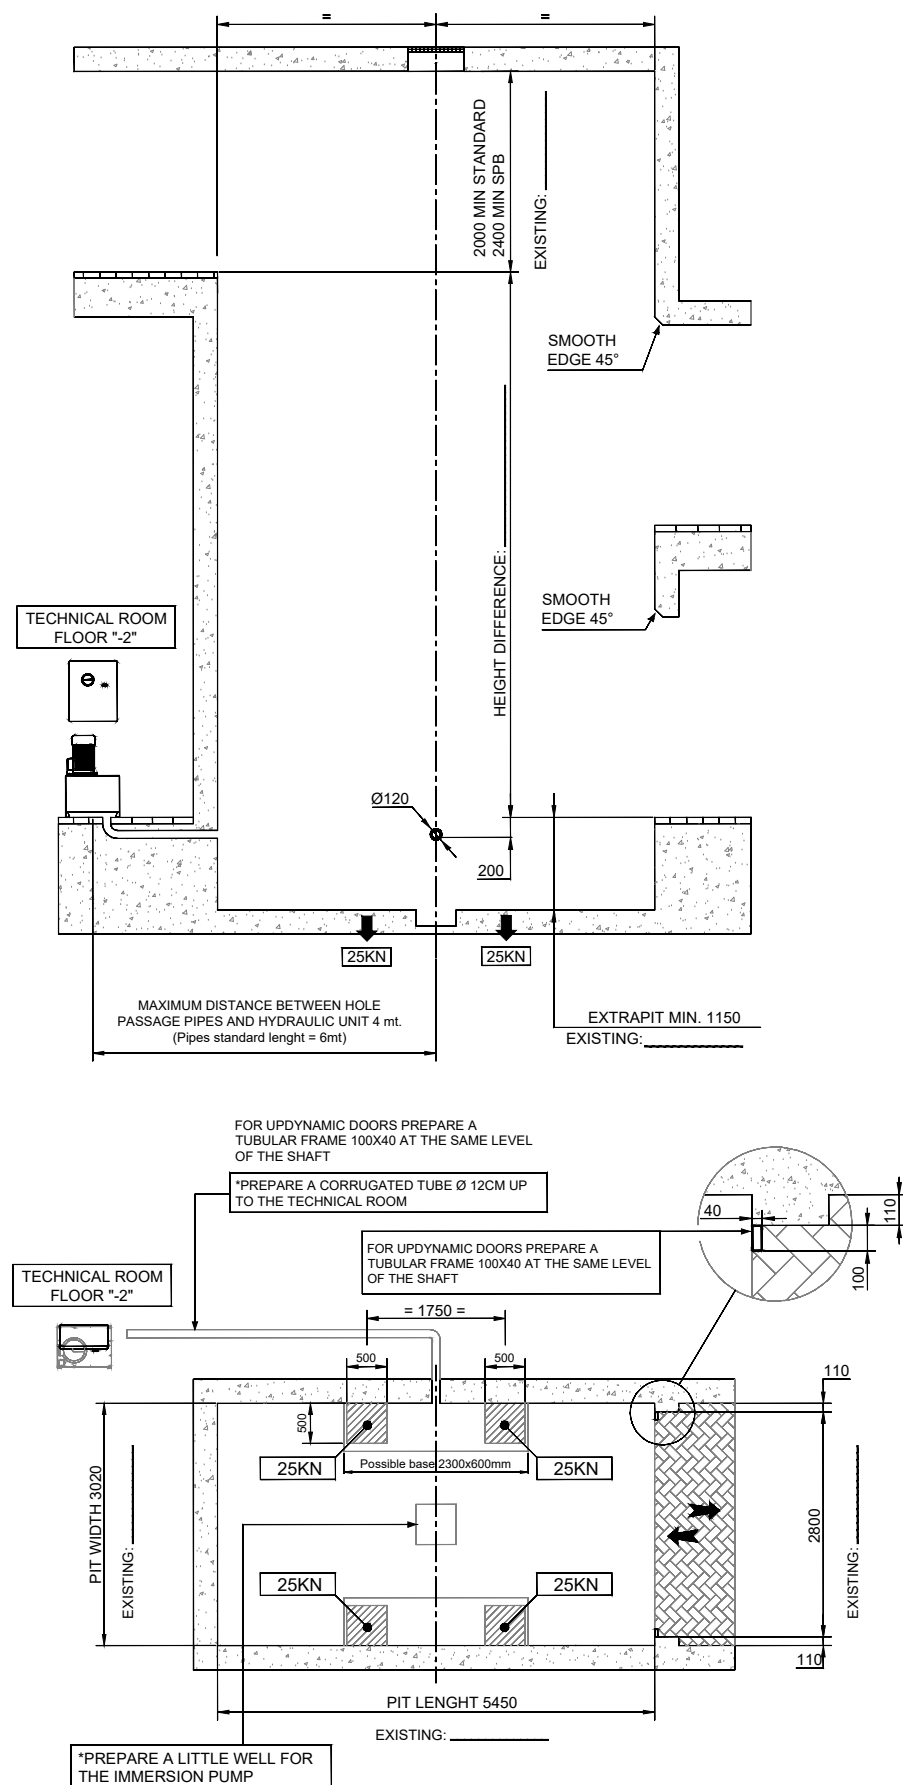 =
=
2000 MIN STANDARD
2400 MIN SPB
EXISTING:
SMOOTH
EDGE 45°
HEIGHT DIFFERENCE:
SMOOTH
EDGE 45°
TECHNICAL ROOM
FLOOR "-2"
Ø120
200
25KN
25KN
MAXIMUM DISTANCE BETWEEN HOLE
PASSAGE PIPES AND HYDRAULIC UNIT 4 mt.
(Pipes standard lenght = 6mt)
EXTRAPIT MIN. 1150
EXISTING:
FOR UPDYNAMIC DOORS PREPARE A
TUBULAR FRAME 100X40 AT THE SAME LEVEL
OF THE SHAFT
*PREPARE A CORRUGATED TUBE Ø 12CM UP
TO THE TECHNICAL ROOM
40
110
100
FOR UPDYNAMIC DOORS PREPARE A
TUBULAR FRAME 100X40 AT THE SAME LEVEL
OF THE SHAFT
TECHNICAL ROOM
FLOOR "-2"
= 1750 =
500
500
110
500
25KN
25KN
Possible base 2300x600mm
PIT WIDTH 3020
EXISTING:
2800
EXISTING:
25KN
25KN
110
PIT LENGHT 5450
EXISTING:
*PREPARE A LITTLE WELL FOR
THE IMMERSION PUMP